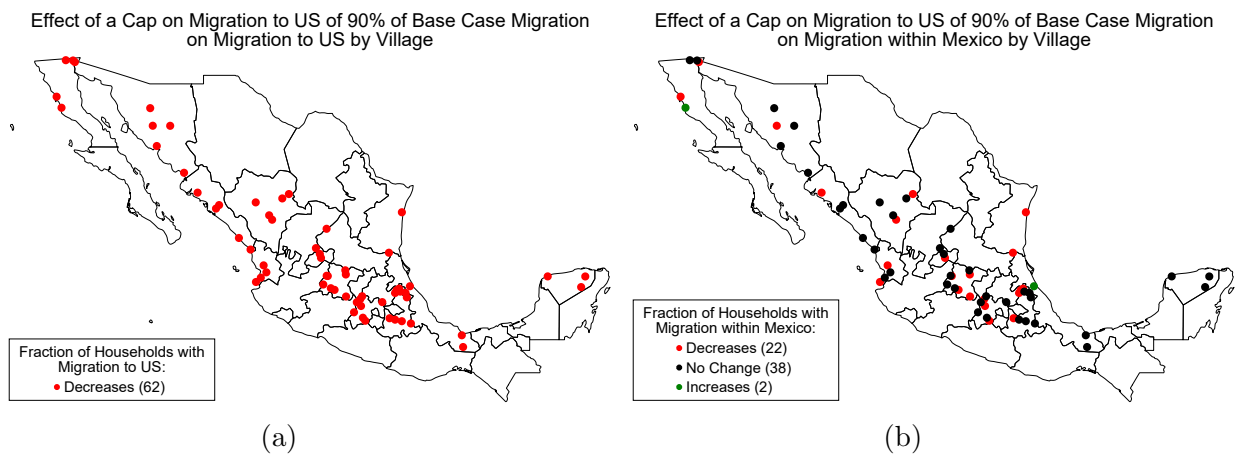 Effect of a Cap on Migration to US of 90% of Base Case Migration
on Migration to US by Village
Fraction of Households with
Migration to US:
Decreases (62)
(a)
Effect of a Cap on Migration to US of 90% of Base Case Migration
on Migration within Mexico by Village
Fraction of Households with
Migration within Mexico:
Decreases (22)
No Change (38)
Increases (2)
(b)